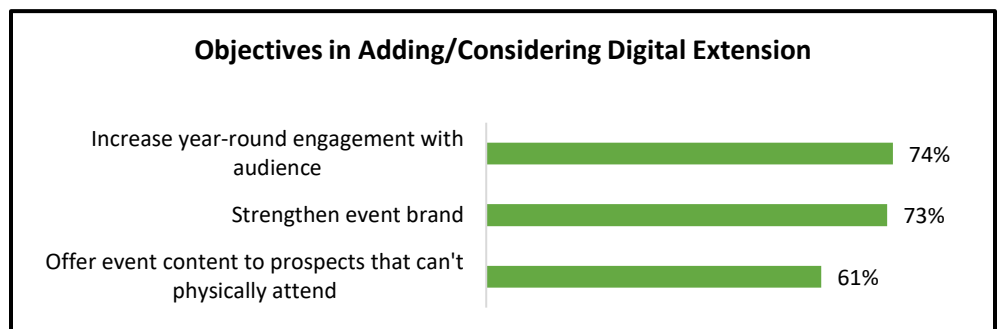 Objectives in Adding/Considering Digital Extension
Increase year-round engagement with
audience
74%
Strengthen event brand
73%
Offer event content to prospects that can't
physically attend
61%